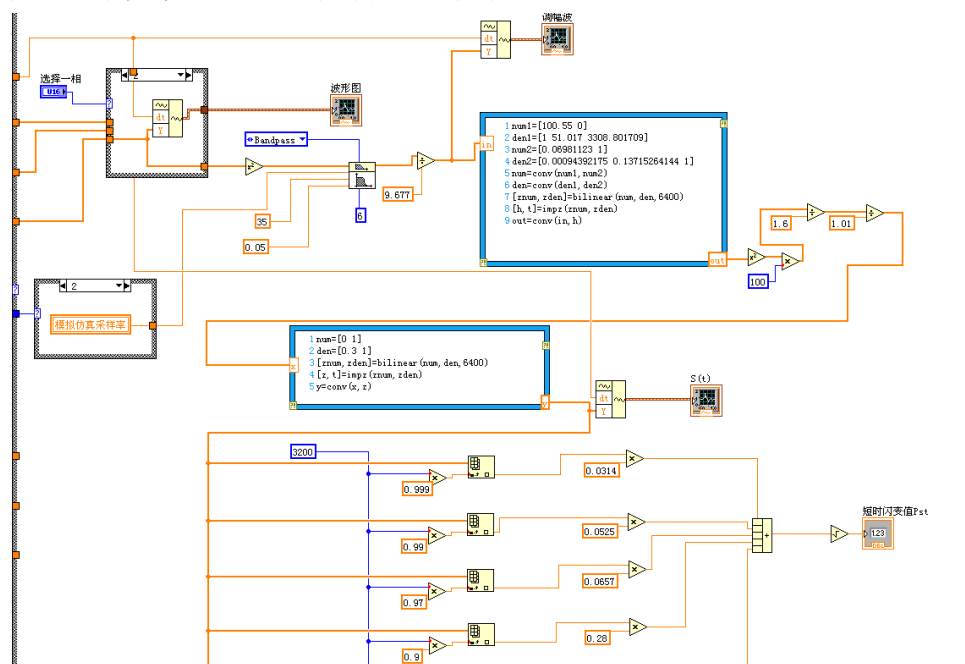 调幅波
dt
Y
选择一相
U16
2
dt
Y
波形图
Bandpass
x²
÷
9.677
6
35
0.05
in
1 num1=[100.55 0]
2 den1=[1 51.017 3308.801709]
3 num2=[0.06981123 1]
4 den2=[0.00094392175 0.13715264144 1]
5 num=conv(num1, num2)
6 den=conv(den1, den2)
7 [znum, zden]=bilinear(num, den, 6400)
8 [h, t]=impz(znum, zden)
9 out=conv(in, h)
out
x²
×
100
1.6
÷
1.01
÷
2
模拟仿真采样率
x
1 num=[0 1]
2 den=[0.3 1]
3 [znum, zden]=bilinear(num, den, 6400)
4 [z, t]=impz(znum, zden)
5 y=conv(x, z)
y
dt
Y
S(t)
3200
×
0.999
0.0314
×
×
0.99
0.0525
×
×
0.97
0.0657
×
×
0.9
0.28
×
+
√
短时闪变值Pst
123